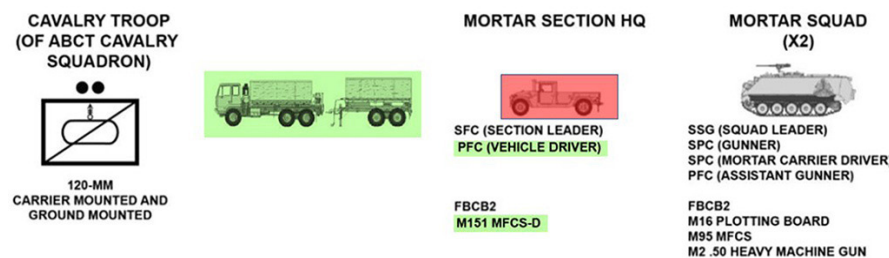 CAVALRY TROOP
(OF ABCT CAVALRY
SQUADRON)
120-MM
CARRIER MOUNTED AND
GROUND MOUNTED
MORTAR SECTION HQ
SFC (SECTION LEADER)
PFC (VEHICLE DRIVER)
FBCB2
M151 MFCS-D
MORTAR SQUAD
(X2)
SSG (SQUAD LEADER)
SPC (GUNNER)
SPC (MORTAR CARRIER DRIVER)
PFC (ASSISTANT GUNNER)
FBCB2
M16 PLOTTING BOARD
M95 MFCS
M2 .50 HEAVY MACHINE GUN